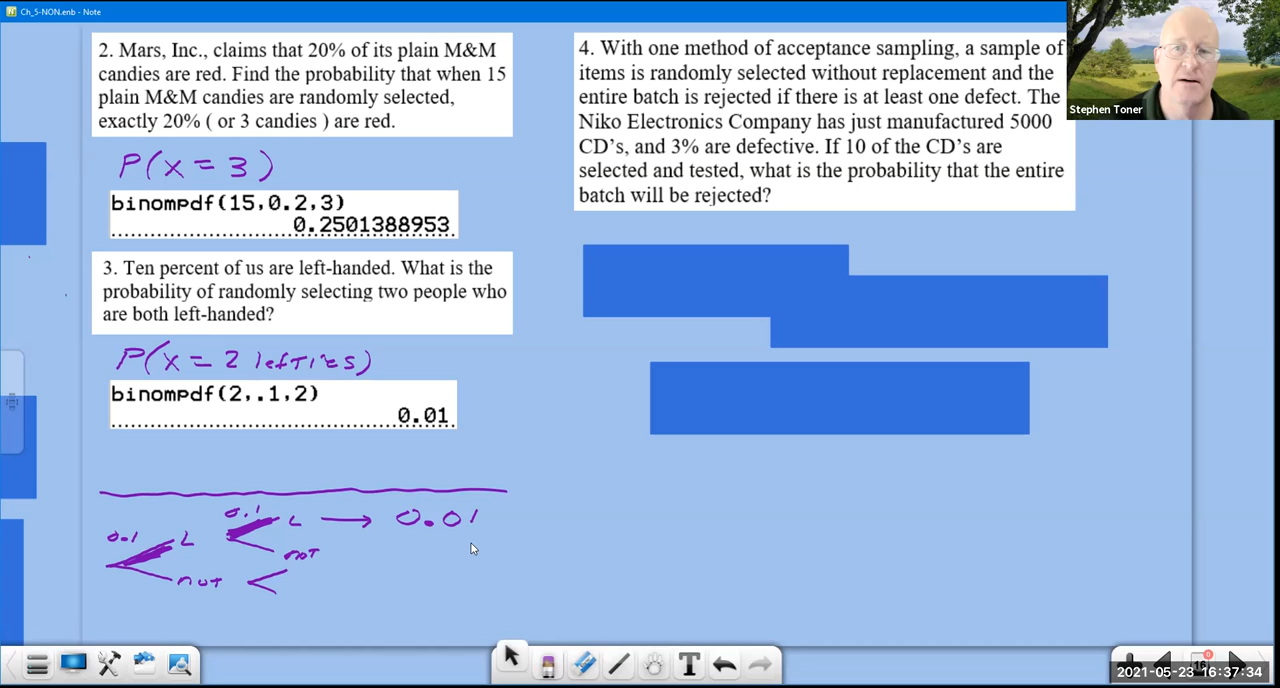 Ch_5-NON.enb - Note
2. Mars, Inc., claims that 20% of its plain M&M
candies are red. Find the probability that when 15
plain M&M candies are randomly selected,
exactly 20% ( or 3 candies ) are red.
P(x = 3)
binompdf(15,0.2,3)
0.2501388953
3. Ten percent of us are left-handed. What is the
probability of randomly selecting two people who
are both left-handed?
P(x = 2 lefties)
binompdf(2,.1,2)
0.01
0.1 L → 0.01
0.1 L
not
not
4. With one method of acceptance sampling, a sample of
items is randomly selected without replacement and the
entire batch is rejected if there is at least one defect. The
Niko Electronics Company has just manufactured 5000
CD's, and 3% are defective. If 10 of the CD's are
selected and tested, what is the probability that the entire
batch will be rejected?
Stephen Toner
T
16
2021-05-23 16:37:34